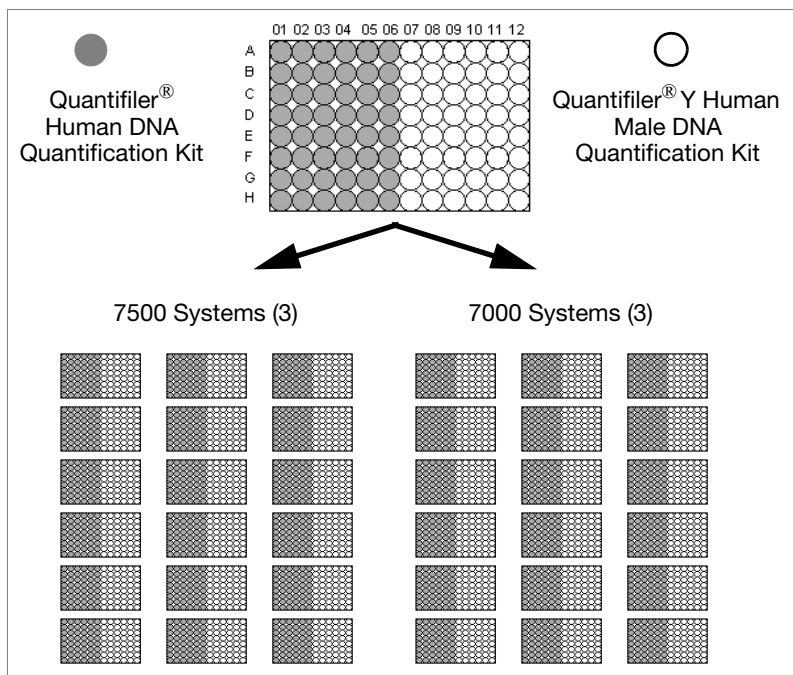 01 02 03 04 05 06 07 08 09 10 11 12
A
B
C
D
E
F
G
H
Quantifiler®
Human DNA
Quantification Kit
Quantifiler® Y Human
Male DNA
Quantification Kit
7500 Systems (3)
7000 Systems (3)